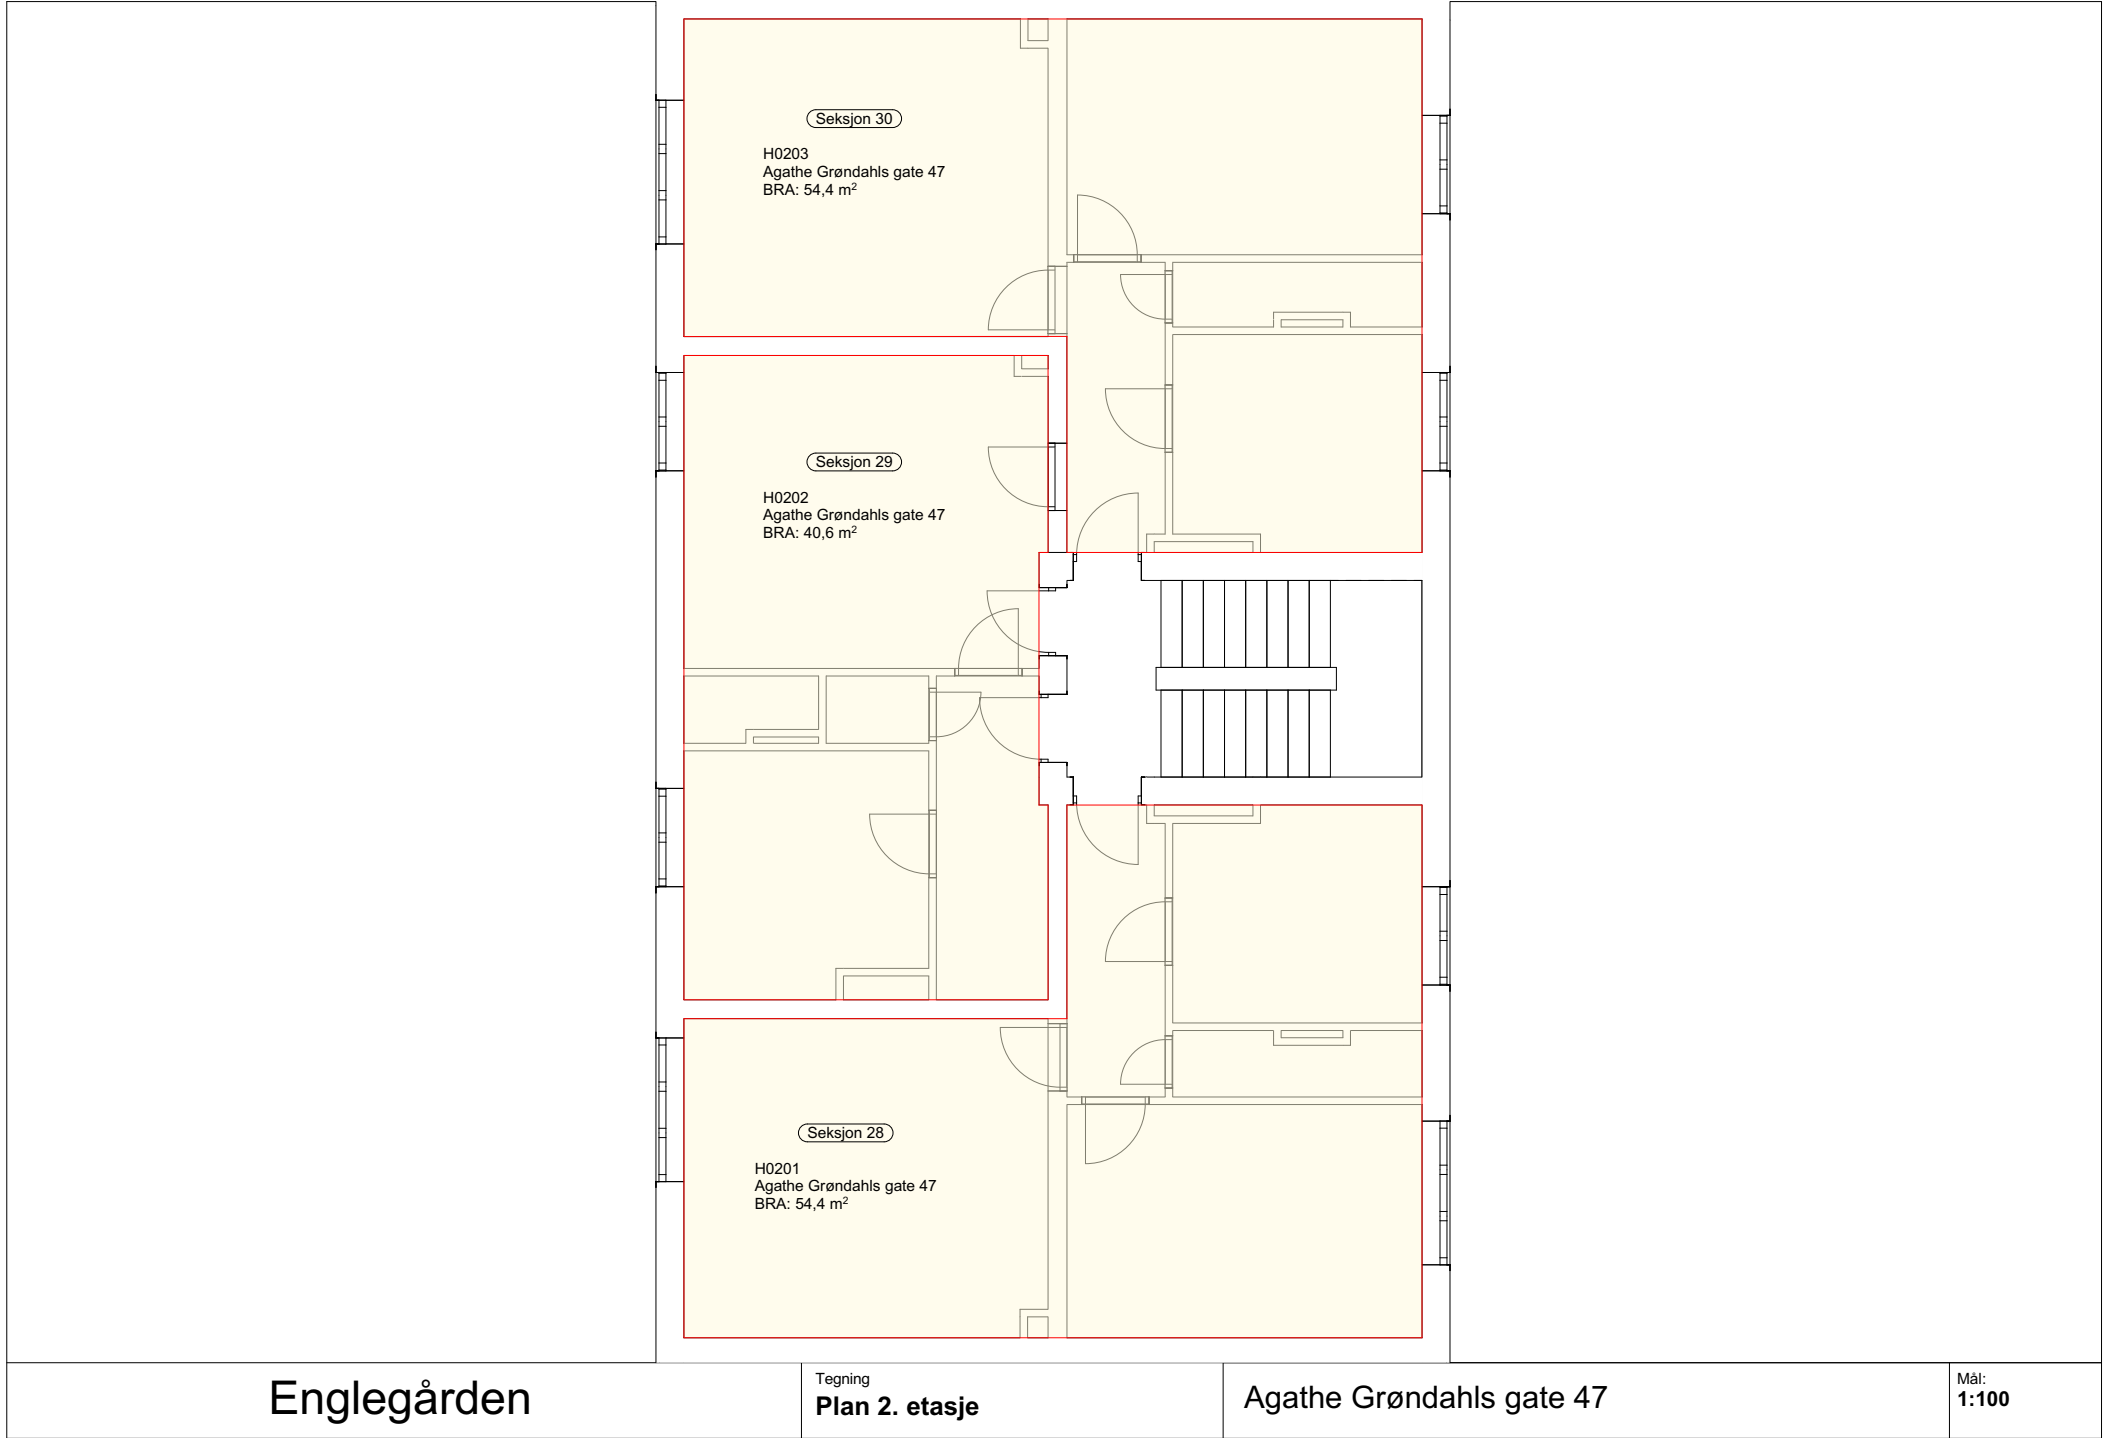 Seksjon 30
H0203
Agathe Grøndahls gate 47
BRA: 54,4 m²
Seksjon 29
H0202
Agathe Grøndahls gate 47
BRA: 40,6 m²
Seksjon 28
H0201
Agathe Grøndahls gate 47
BRA: 54,4 m²
Englegården
Tegning
Plan 2. etasje
Agathe Grøndahls gate 47
Mål:
1:100